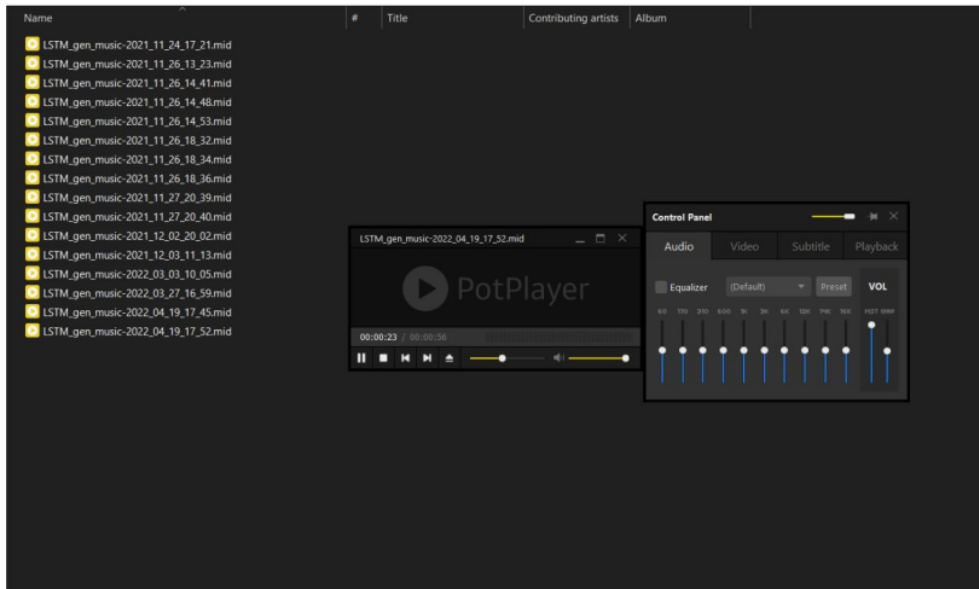 Name # Title Contributing artists Album
LSTM_gen_music-2021_11_24_17_21.mid
LSTM_gen_music-2021_11_26_13_23.mid
LSTM_gen_music-2021_11_26_14_41.mid
LSTM_gen_music-2021_11_26_14_48.mid
LSTM_gen_music-2021_11_26_14_53.mid
LSTM_gen_music-2021_11_26_18_32.mid
LSTM_gen_music-2021_11_26_18_34.mid
LSTM_gen_music-2021_11_26_18_36.mid
LSTM_gen_music-2021_11_27_20_39.mid
LSTM_gen_music-2021_11_27_20_40.mid
LSTM_gen_music-2021_12_02_20_02.mid
LSTM_gen_music-2021_12_03_11_13.mid
LSTM_gen_music-2022_03_03_10_05.mid
LSTM_gen_music-2022_03_27_16_59.mid
LSTM_gen_music-2022_04_19_17_45.mid
LSTM_gen_music-2022_04_19_17_52.mid
LSTM_gen_music-2022_04_19_17_52.mid
PotPlayer
00:00:23 / 00:00:56
Control Panel
Audio Video Subtitle Playback
Equalizer (Default) Preset VOL
60 170 310 600 1K 3K 6K 12K 14K 16K